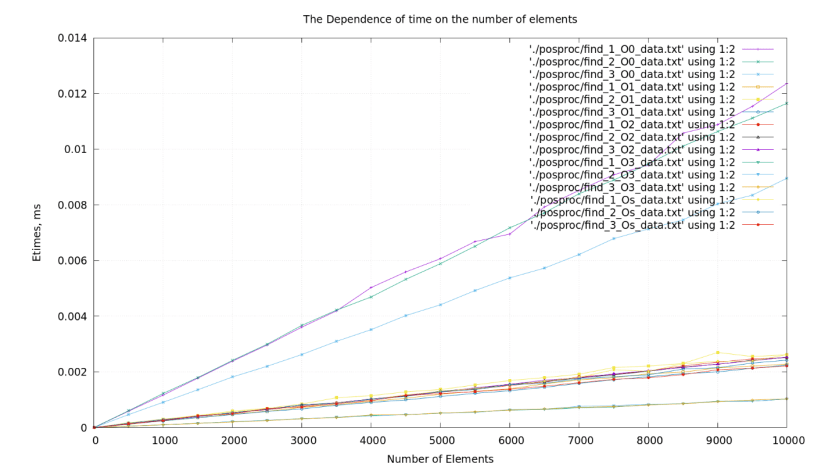 The Dependence of time on the number of elements
0.014
0.012
0.01
0.008
0.006
0.004
0.002
0
Etimes, ms
'./posproc/find_1_O0_data.txt' using 1:2
'./posproc/find_2_O0_data.txt' using 1:2
'./posproc/find_3_O0_data.txt' using 1:2
'./posproc/find_1_O1_data.txt' using 1:2
'./posproc/find_2_O1_data.txt' using 1:2
'./posproc/find_3_O1_data.txt' using 1:2
'./posproc/find_1_O2_data.txt' using 1:2
'./posproc/find_2_O2_data.txt' using 1:2
'./posproc/find_3_O2_data.txt' using 1:2
'./posproc/find_1_O3_data.txt' using 1:2
'./posproc/find_2_O3_data.txt' using 1:2
'./posproc/find_3_O3_data.txt' using 1:2
'./posproc/find_1_Os_data.txt' using 1:2
'./posproc/find_2_Os_data.txt' using 1:2
'./posproc/find_3_Os_data.txt' using 1:2
0 1000 2000 3000 4000 5000 6000 7000 8000 9000 10000
Number of Elements